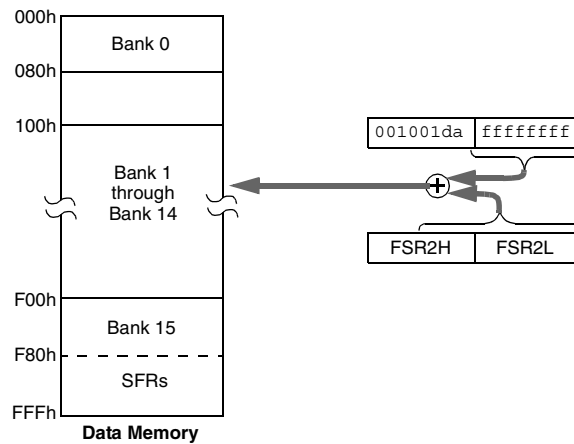 000h
Bank 0
080h
100h
001001da ffffffff
Bank 1
through
Bank 14
+
FSR2H FSR2L
F00h
Bank 15
F80h
SFRs
FFFh
Data Memory